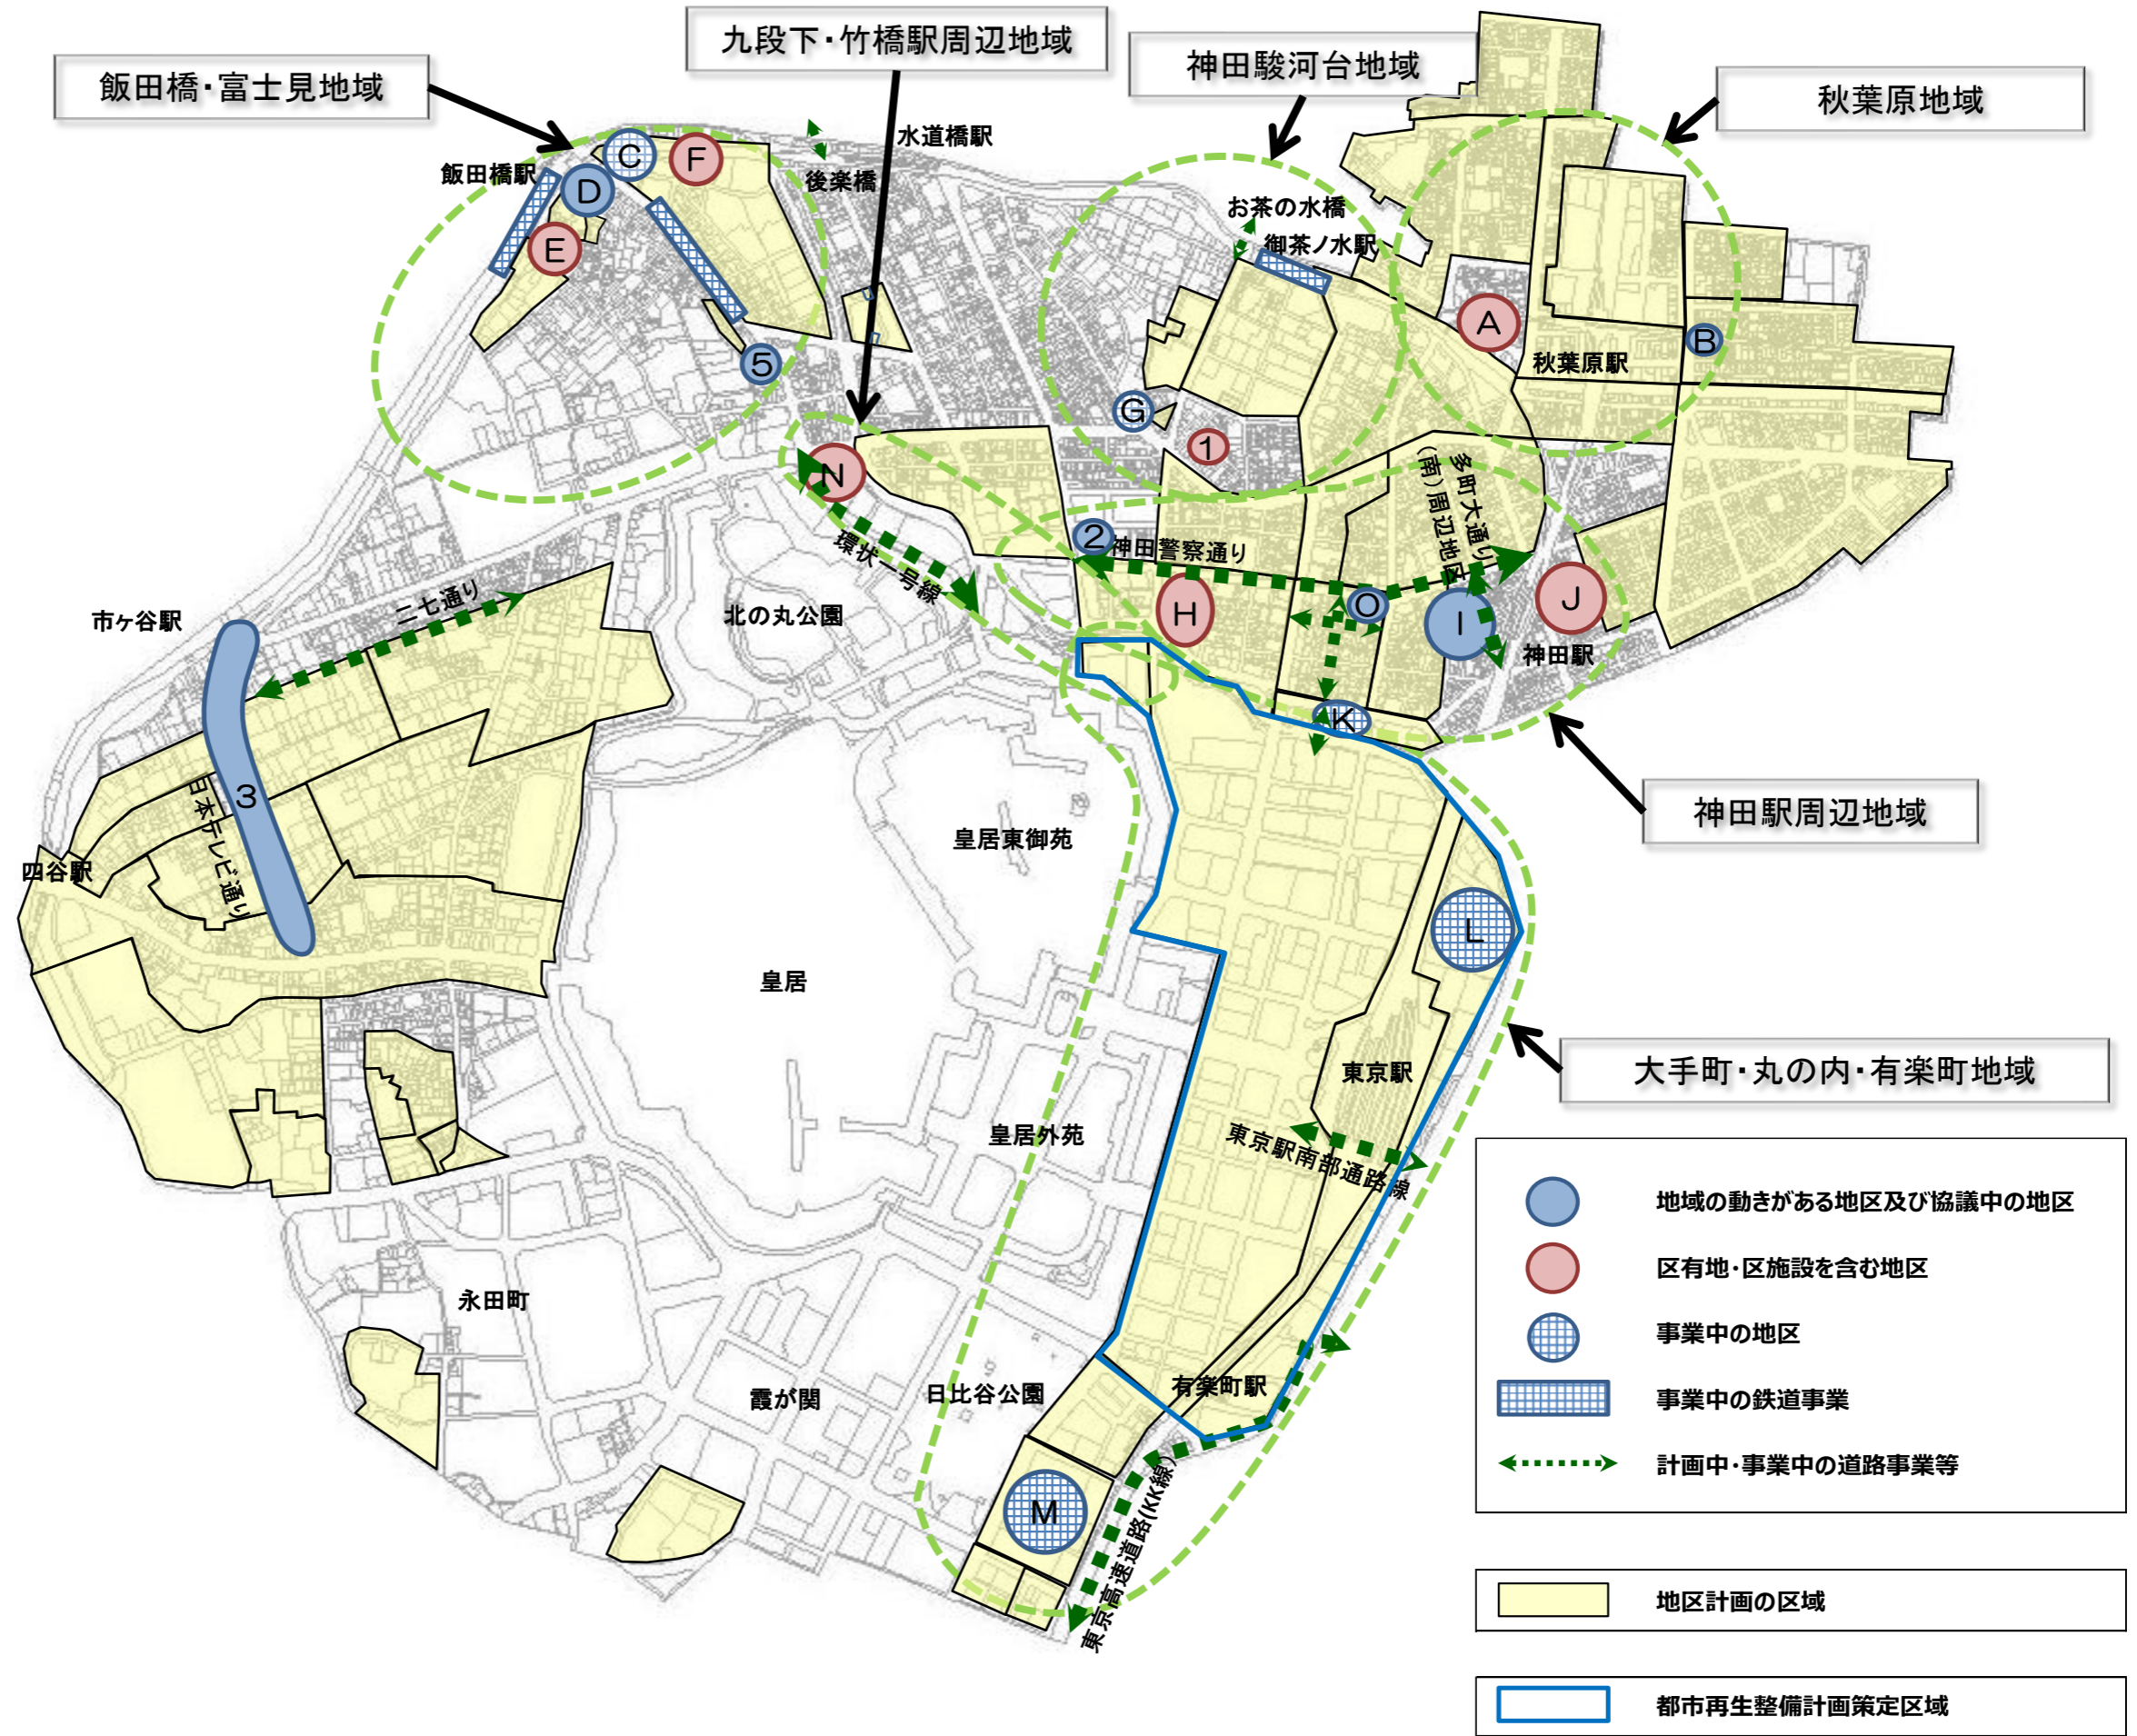 九段下・竹橋駅周辺地域
神田駿河台地域
飯田橋・富士見地域
秋葉原地域
水道橋駅
飯田橋駅
後楽橋
お茶の水橋
御茶ノ水駅
C
F
D
E
A
B
5
秋葉原駅
G
1
N
多町大通り
(南)周辺地区
2
神田警察通り
環状一号線
市ヶ谷駅
二七通り
北の丸公園
H
O
I
J
神田駅
K
3
日本テレビ通り
四谷駅
皇居東御苑
神田駅周辺地域
L
皇居
東京駅
大手町・丸の内・有楽町地域
皇居外苑
東京駅南部通路線
永田町
霞が関
日比谷公園
有楽町駅
M
東京高速道路(KK線)
地域の動きがある地区及び協議中の地区
区有地・区施設を含む地区
事業中の地区
事業中の鉄道事業
計画中・事業中の道路事業等
地区計画の区域
都市再生整備計画策定区域